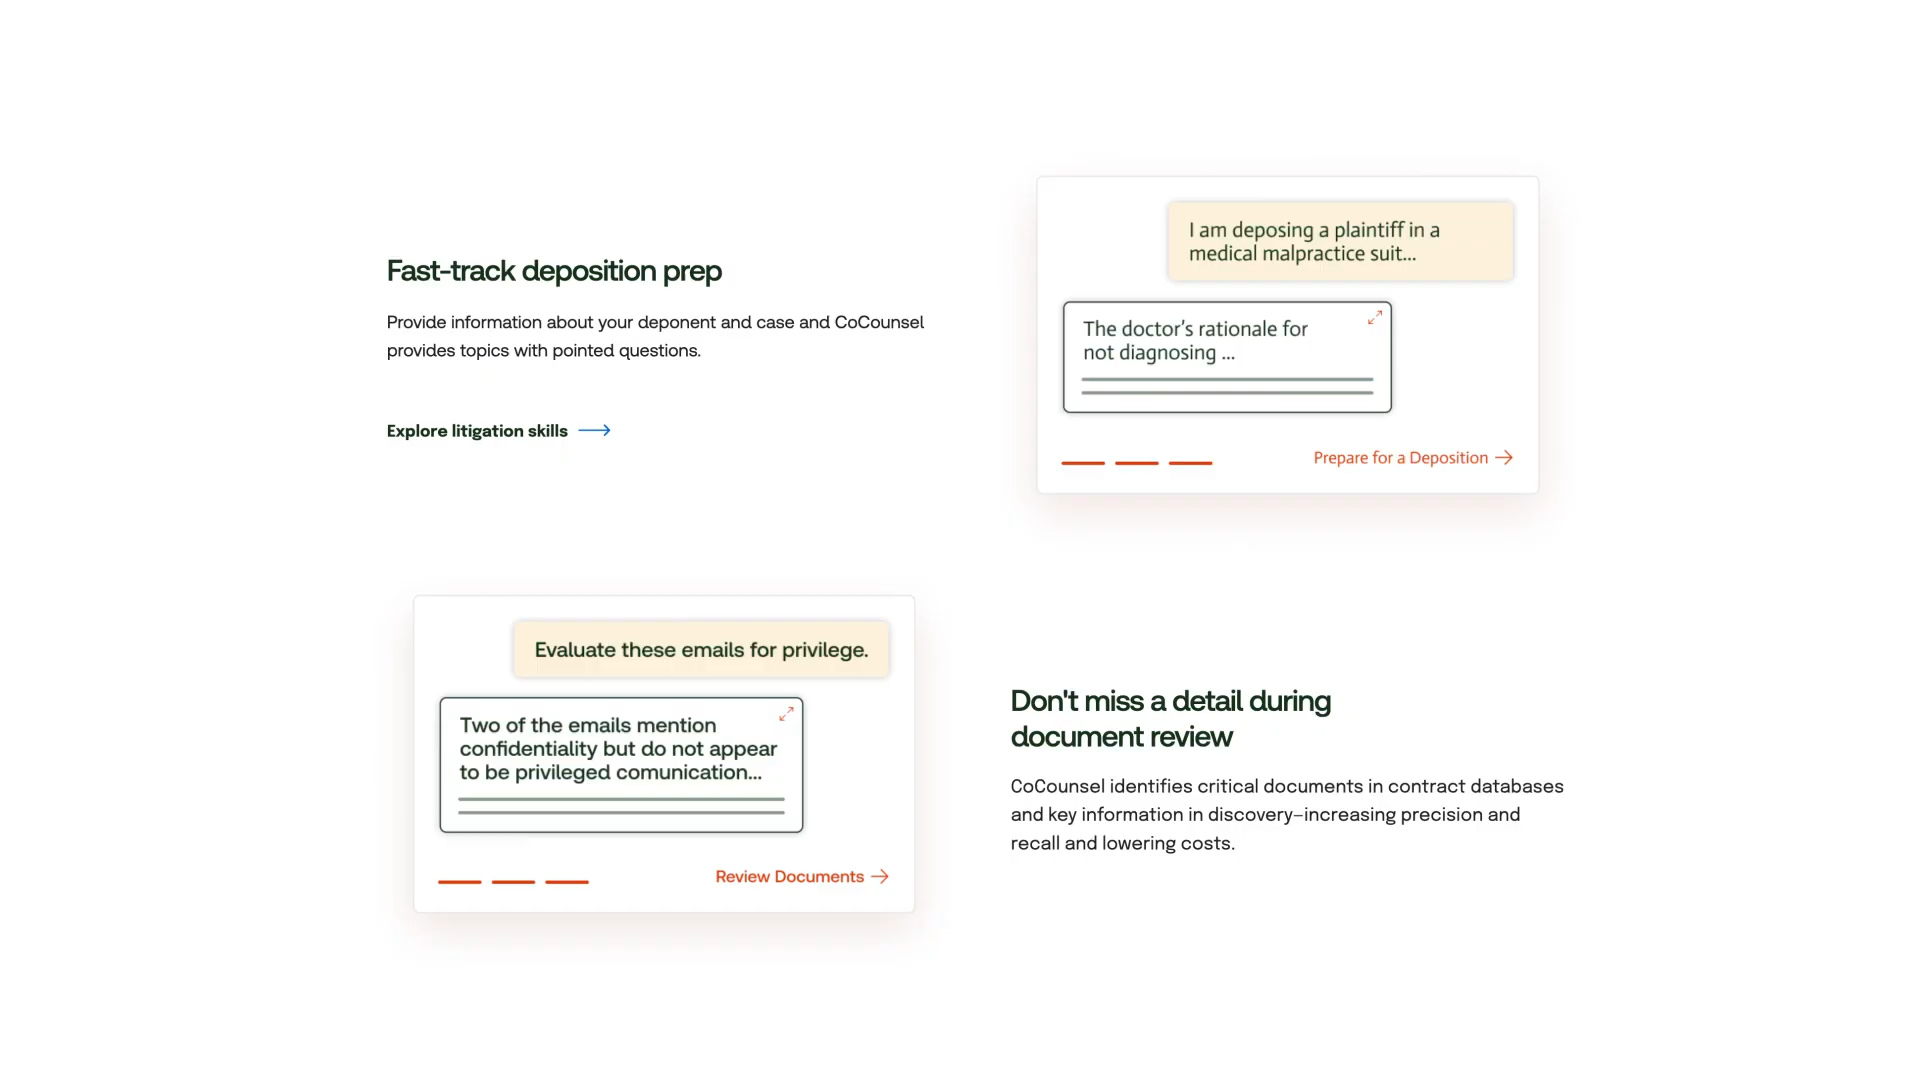 Fast-track deposition prep
Provide information about your deponent and case and CoCounsel
provides topics with pointed questions.
Explore litigation skills
I am deposing a plaintiff in a
medical malpractice suit...
The doctor's rationale for
not diagnosing ...
Prepare for a Deposition
Evaluate these emails for privilege.
Two of the emails mention
confidentiality but do not appear
to be privileged comunication...
Review Documents
Don't miss a detail during
document review
CoCounsel identifies critical documents in contract databases
and key information in discovery—increasing precision and
recall and lowering costs.